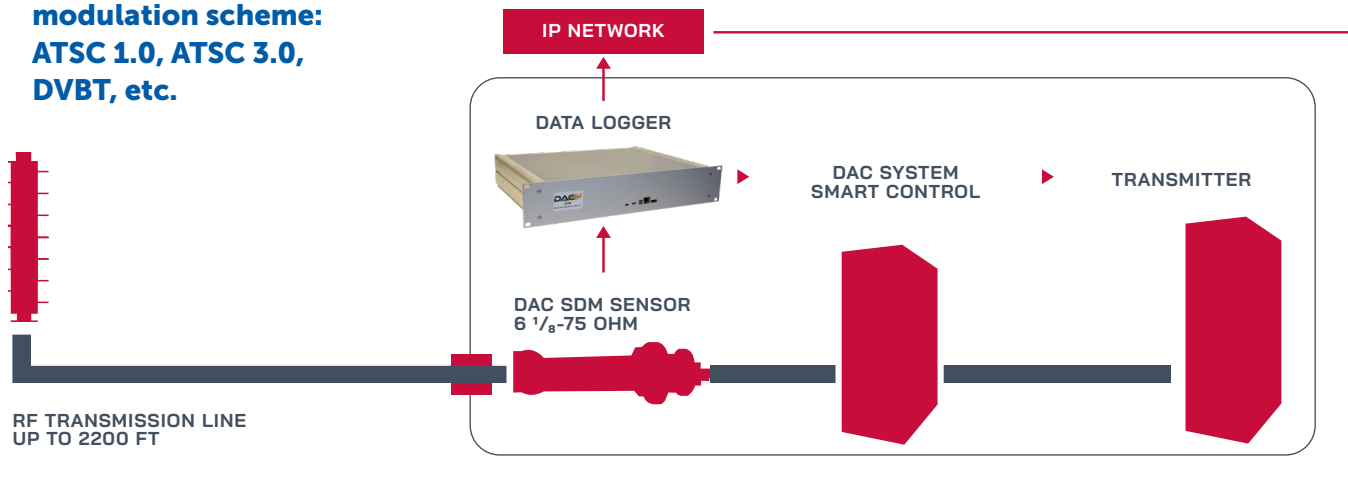 modulation scheme:
ATSC 1.0, ATSC 3.0,
DVBT, etc.
IP NETWORK
DATA LOGGER
DAC
DAC SYSTEM
SMART CONTROL
TRANSMITTER
DAC SDM SENSOR
6 ¹/₈-75 OHM
RF TRANSMISSION LINE
UP TO 2200 FT